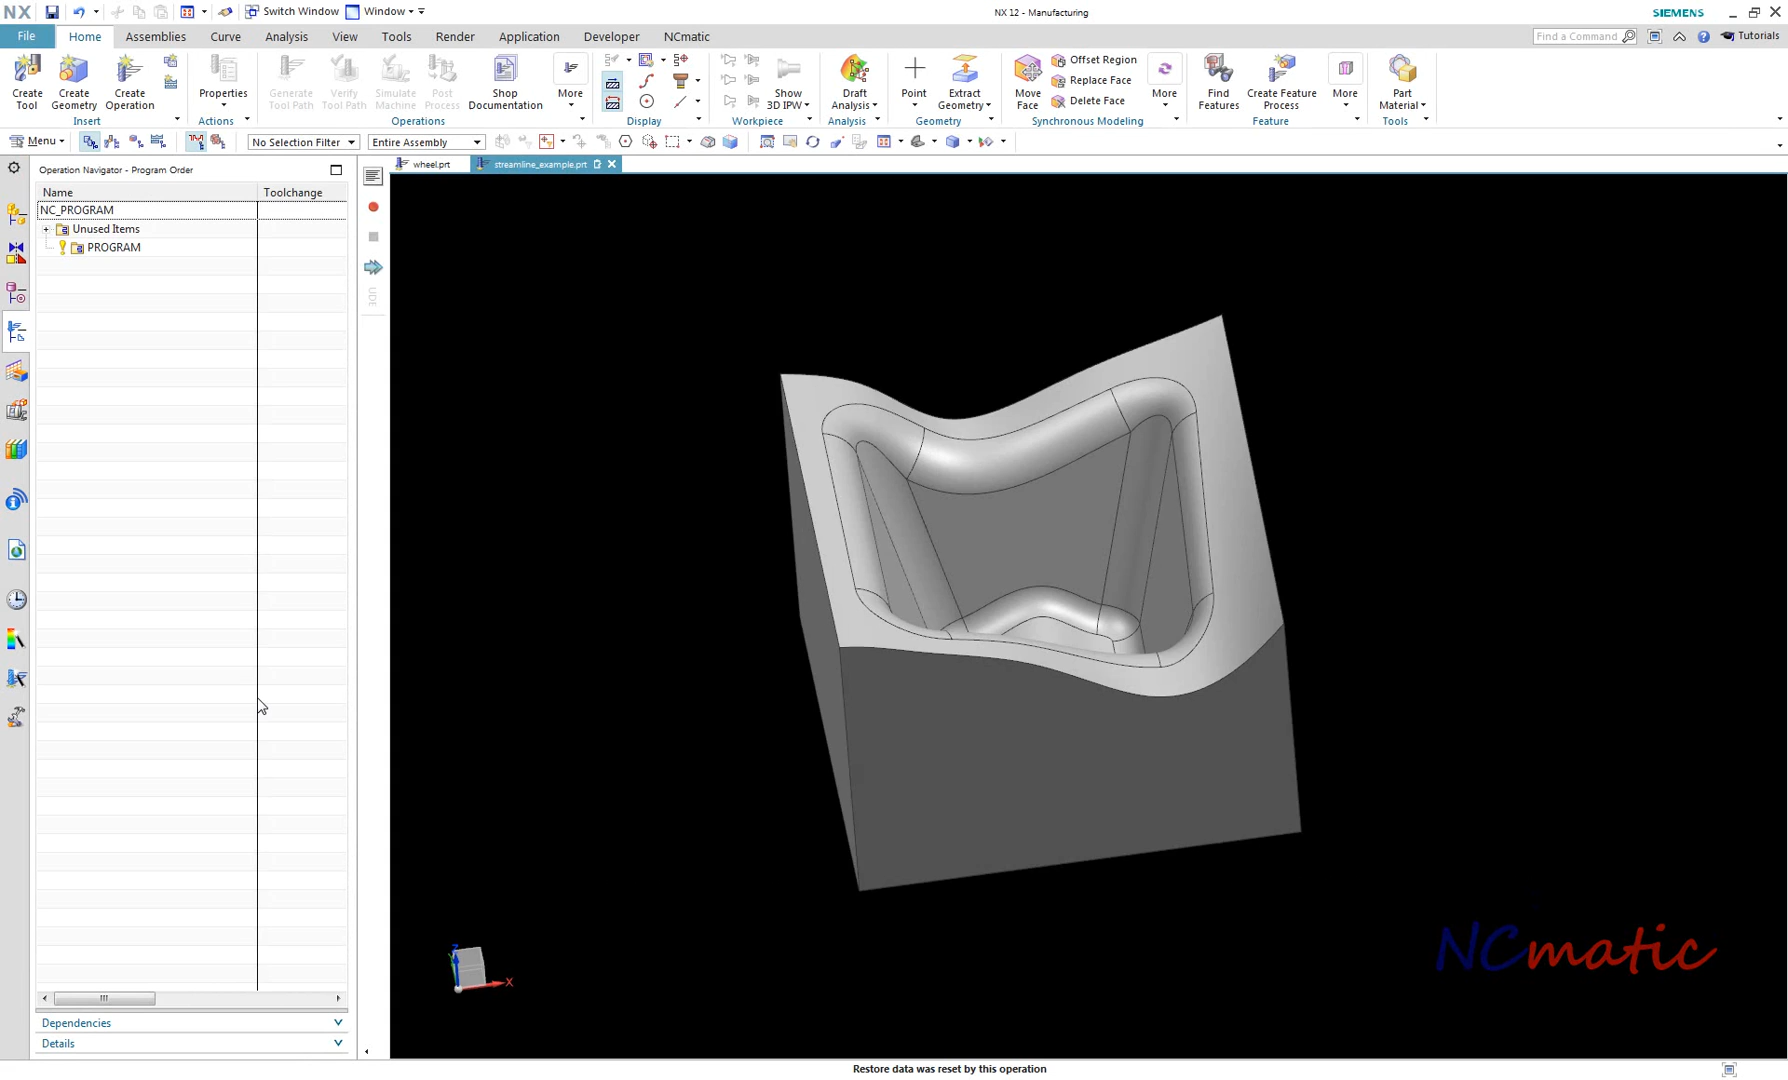 NX Switch Window Window NX 12 - Manufacturing SIEMENS
File Home Assemblies Curve Analysis View Tools Render Application Developer NCmatic Find a Command Tutorials
Create Tool Create Geometry Create Operation Properties Generate Tool Path Verify Tool Path Simulate Machine Post Process Shop Documentation More Show 3D IPW Draft Analysis Point Extract Geometry Move Face Offset Region Replace Face Delete Face More Find Features Create Feature Process More Part Material
Insert Actions Operations Display Workpiece Analysis Geometry Synchronous Modeling Feature Tools
Menu No Selection Filter Entire Assembly
Operation Navigator - Program Order wheel.prt streamline_example.prt
Name Toolchange
NC_PROGRAM
Unused Items
PROGRAM
UDE
NCmatic
Z
X
Dependencies
Details
Restore data was reset by this operation